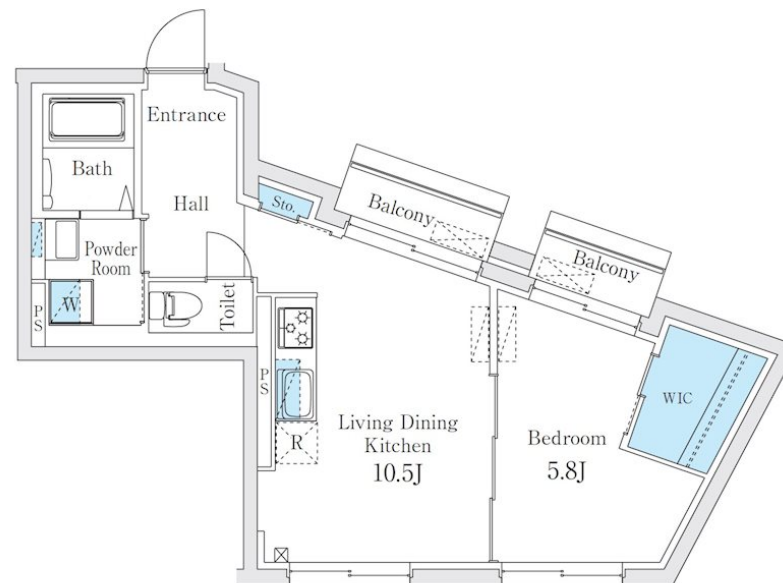 Entrance
Bath
Hall
Sto.
Balcony
Balcony
Powder
Room
W
PS
Toilet
PS
R
Living Dining
Kitchen
10.5J
Bedroom
5.8J
WIC